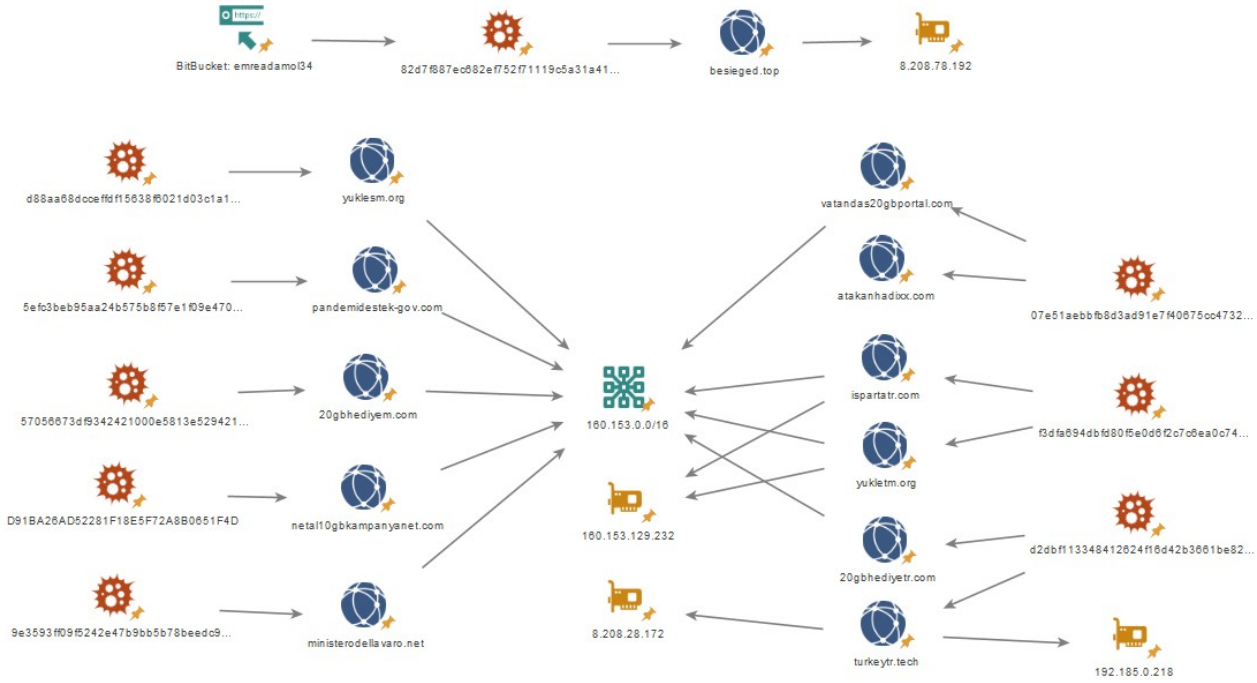 https://
BitBucket: emreadamol34
82d7f887ec682ef752f71119c5a31a41...
besieged.top
8.208.78.192
d88aa68dcceffdf15638f6021d03c1a1...
yuklesm.org
vatandas20gbportal.com
5efc3beb95aa24b575b8f57e1f09e470...
pandemidestek-gov.com
atakanhadixx.com
07e51aebbfb8d3ad91e7f40675cc4732...
57056673df9342421000e5813e529421...
20gbhediyem.com
160.153.0.0/16
ispartatr.com
f3dfa694dbfd80f5e0d6f2c7c6ea0c74...
D91BA26AD52281F18E5F72A8B0651F4D
netal10gbkampanyanet.com
160.153.129.232
yukletm.org
d2dbf113348412624f16d42b3661be82...
20gbhediyetr.com
9e3593ff09f5242e47b9bb5b78beedc9...
ministerodellavaro.net
8.208.28.172
turkeytr.tech
192.185.0.218